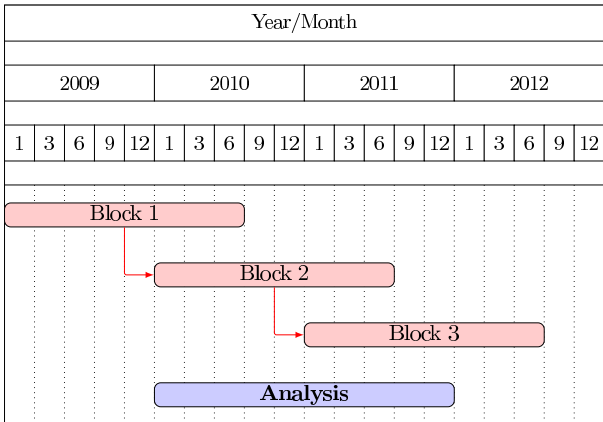 Year/Month
2009 2010 2011 2012
1 3 6 9 12 1 3 6 9 12 1 3 6 9 12 1 3 6 9 12
Block 1
Block 2
Block 3
Analysis